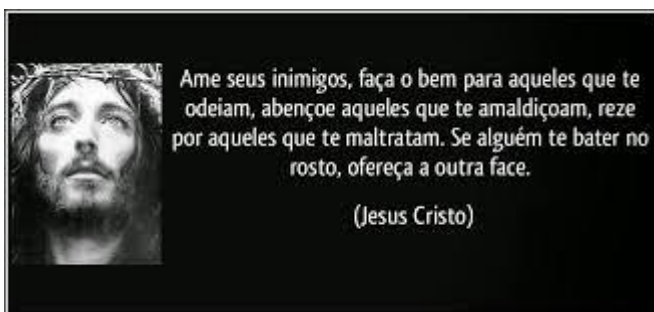 Ame seus inimigos, faça o bem para aqueles que te
odeiam, abençoe aqueles que te amaldiçoam, reze
por aqueles que te maltratam. Se alguém te bater no
rosto, ofereça a outra face.
(Jesus Cristo)